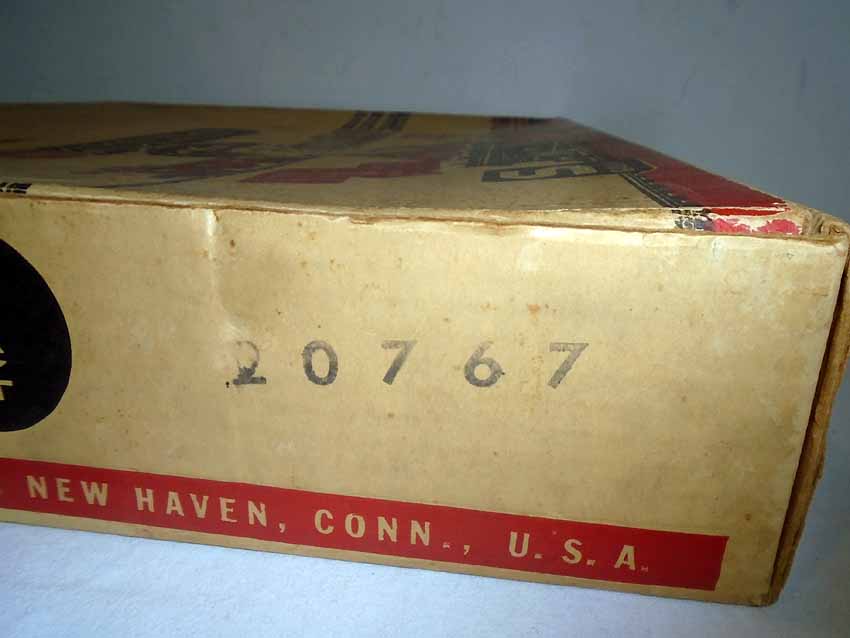 20767
NEW HAVEN, CONN., U.S.A.